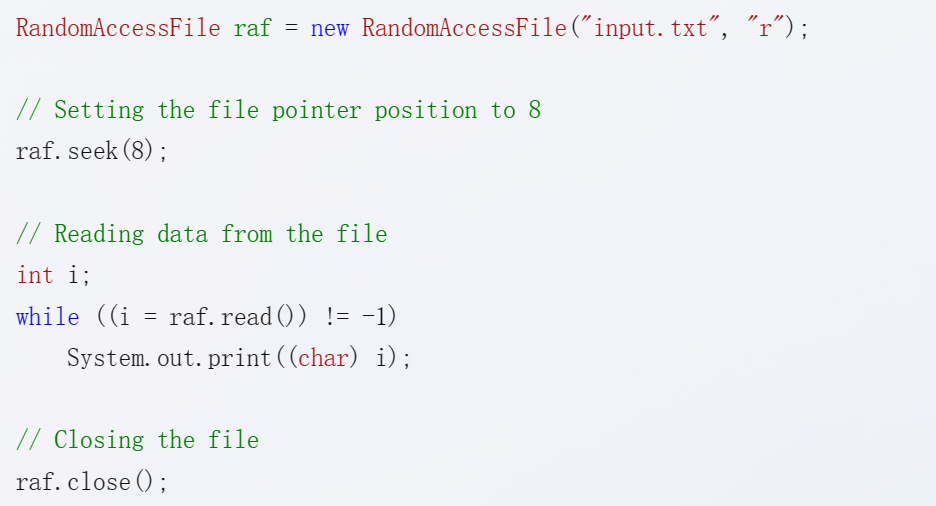 RandomAccessFile raf = new RandomAccessFile("input.txt", "r");
// Setting the file pointer position to 8
raf.seek(8);
// Reading data from the file
int i;
while ((i = raf.read()) != -1)
System.out.print((char) i);
// Closing the file
raf.close();